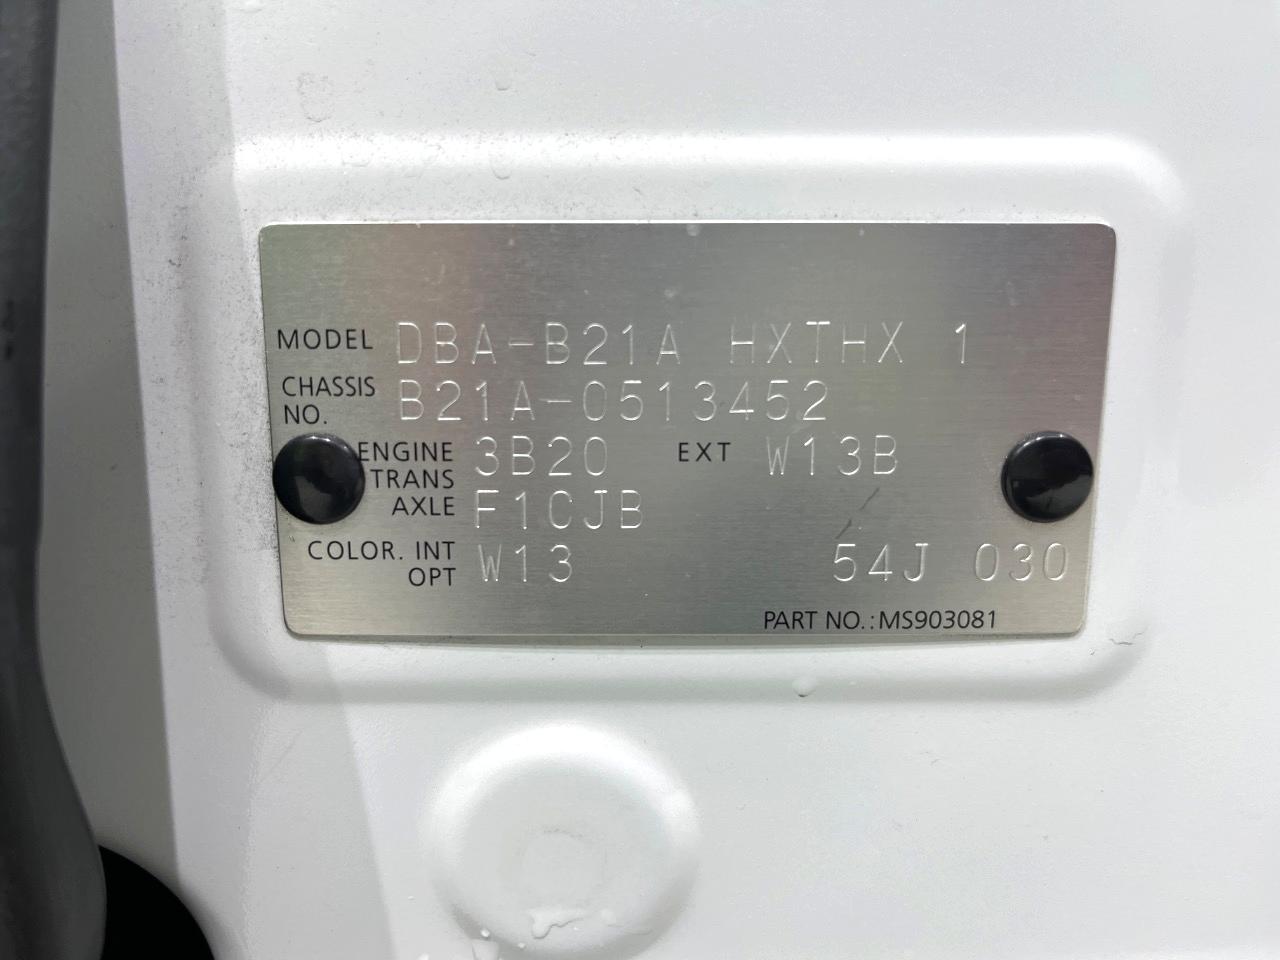 MODEL DBA-B21A HXTHX 1
CHASSIS NO. B21A-0513452
ENGINE 3B20 EXT W13B
TRANS AXLE F1CJB
COLOR. INT OPT W13 54J 030
PART NO.:MS903081